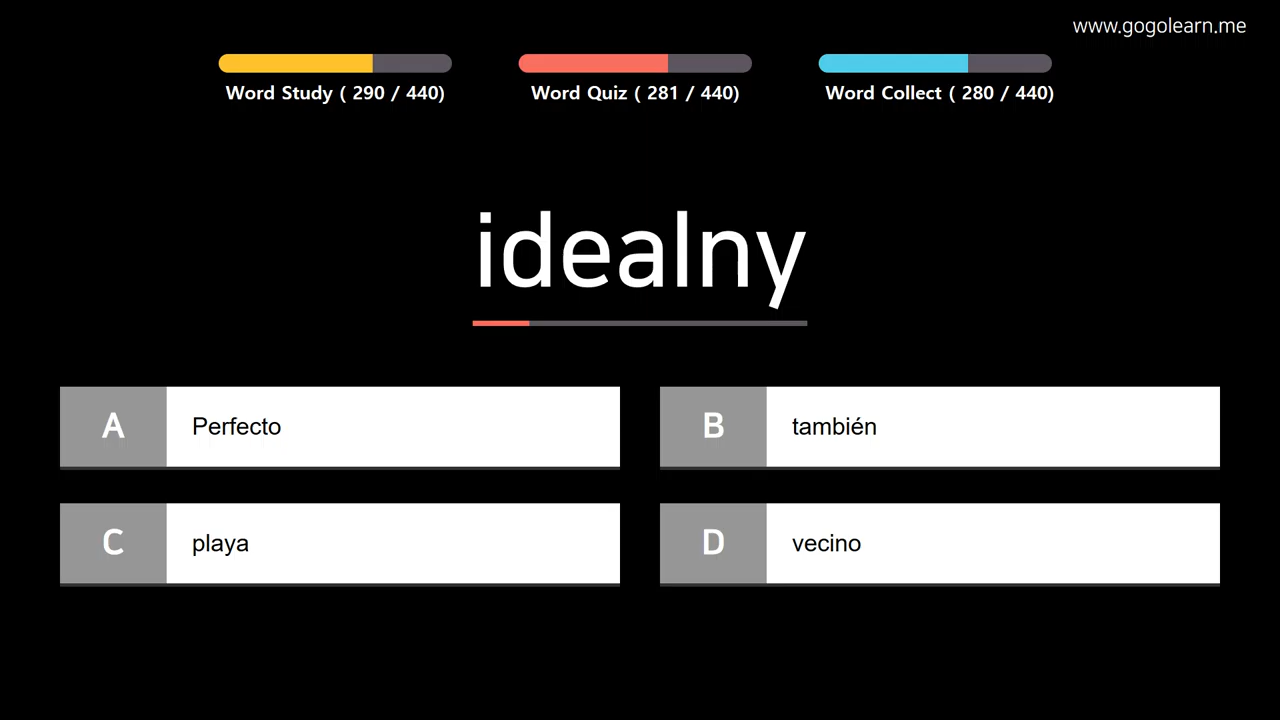 www.gogolearn.me
Word Study ( 290 / 440)
Word Quiz ( 281 / 440)
Word Collect ( 280 / 440)
idealny
A Perfecto
B también
C playa
D vecino